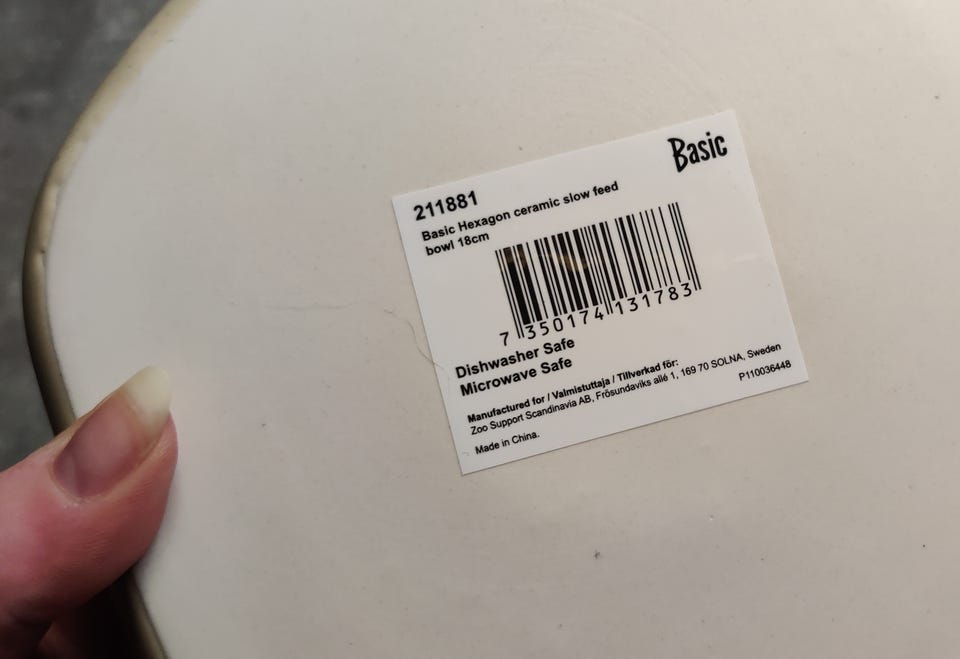 Basic
211881
Basic Hexagon ceramic slow feed
bowl 18cm
7 350174 131783
Dishwasher Safe
Microwave Safe
Manufactured for / Valmistuttaja / Tillverkad för:
Zoo Support Scandinavia AB, Frösundaviks allé 1, 169 70 SOLNA, Sweden
P110036448
Made in China.